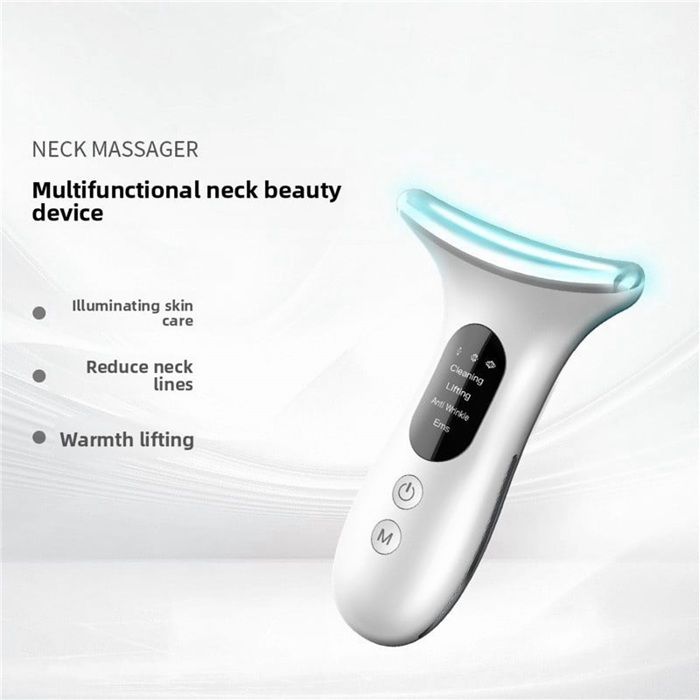 NECK MASSAGER
Multifunctional neck beauty
device
Illuminating skin
care
Reduce neck
lines
Warmth lifting
Cleaning
Lifting
Anti Wrinkle
Ems
M